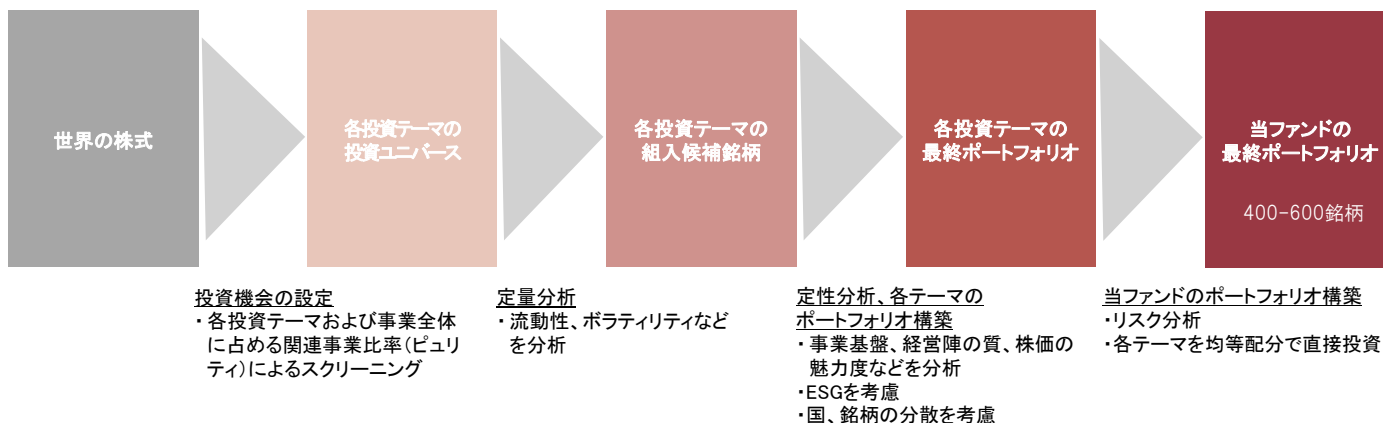 世界の株式
各投資テーマの
投資ユニバース
各投資テーマの
組入候補銘柄
各投資テーマの
最終ポートフォリオ
当ファンドの
最終ポートフォリオ
400-600銘柄
投資機会の設定
・各投資テーマおよび事業全体
に占める関連事業比率(ピュリ
ティ)によるスクリーニング
定量分析
・流動性、ボラティリティなど
を分析
定性分析、各テーマの
ポートフォリオ構築
・事業基盤、経営陣の質、株価の
魅力度などを分析
・ESGを考慮
・国、銘柄の分散を考慮
当ファンドのポートフォリオ構築
・リスク分析
・各テーマを均等配分で直接投資